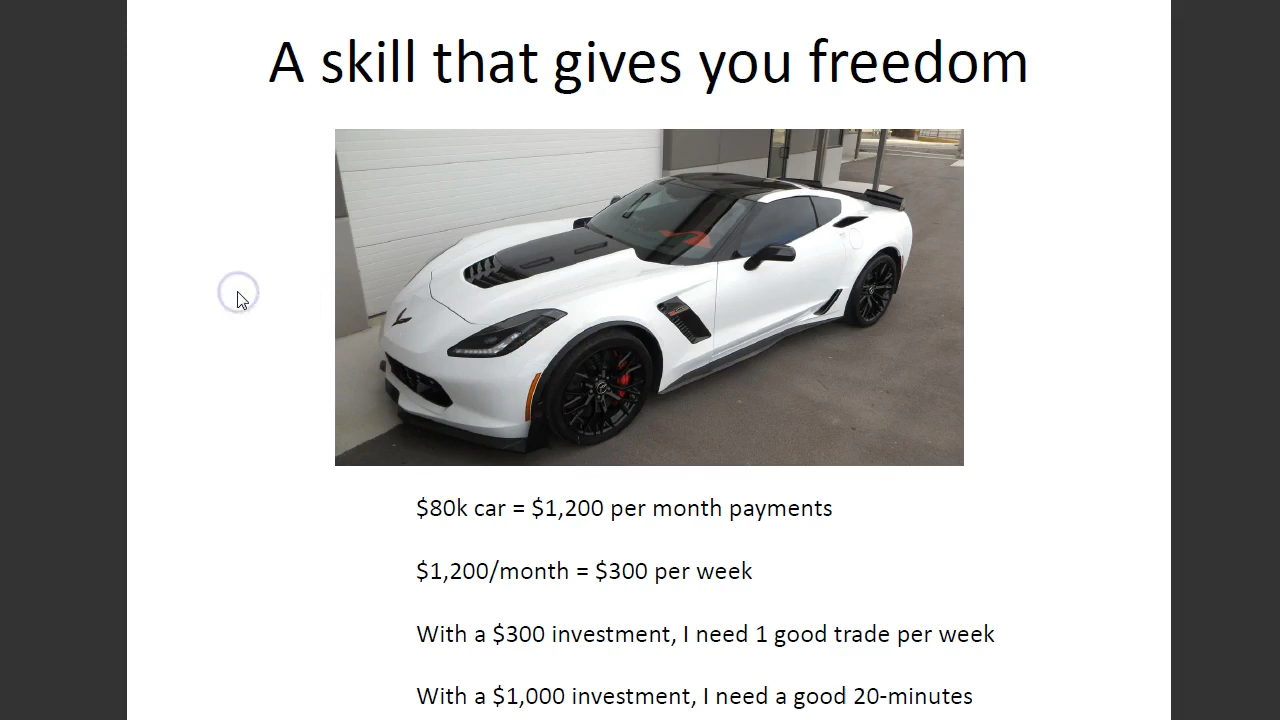 A skill that gives you freedom
$80k car = $1,200 per month payments
$1,200/month = $300 per week
With a $300 investment, I need 1 good trade per week
With a $1,000 investment, I need a good 20-minutes